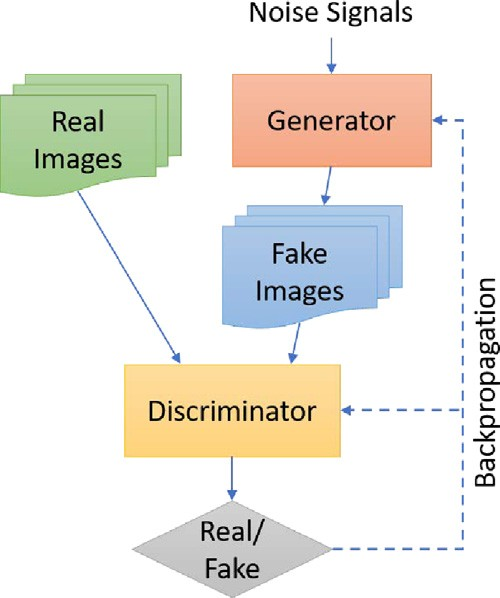 Noise Signals
Real
Images
Generator
Fake
Images
Discriminator
Backpropagation
Real/
Fake